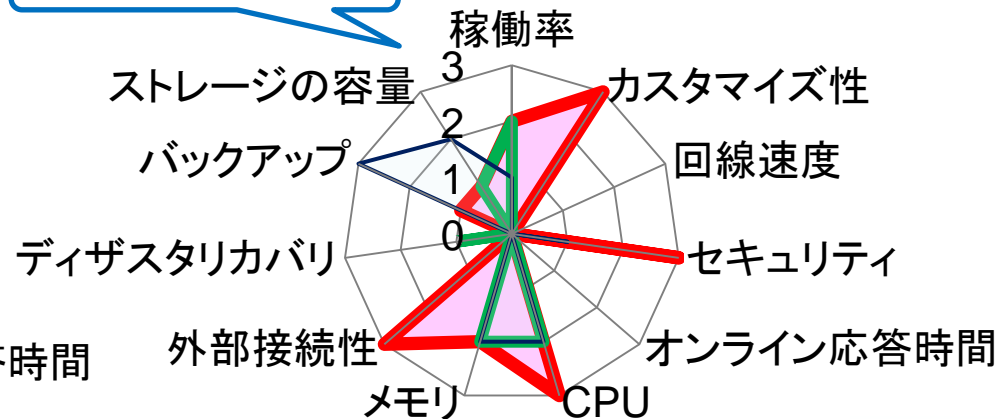 稼働率
3
ストレージの容量
カスタマイズ性
2
バックアップ
回線速度
1
0
ディザスタリカバリ
セキュリティ
外部接続性
オンライン応答時間
時間
メモリ
CPU